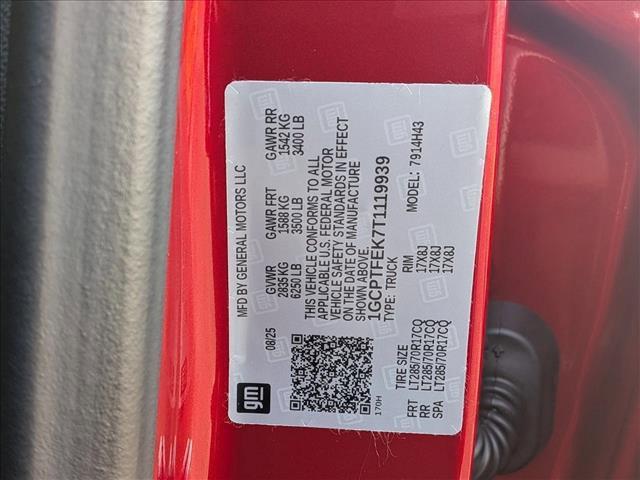 gm
MFD BY GENERAL MOTORS LLC
08/25
GVWR GAWR FRT GAWR RR
2835 KG 1588 KG 1542 KG
6250 LB 3500 LB 3400 LB
THIS VEHICLE CONFORMS TO ALL
APPLICABLE U.S. FEDERAL MOTOR
VEHICLE SAFETY STANDARDS IN EFFECT
ON THE DATE OF MANUFACTURE
SHOWN ABOVE.
1GCPTFEK7T1119939
TYPE: TRUCK MODEL: 7914H43
170H
TIRE SIZE RIM
FRT LT285/70R17CQ 17X8J
RR LT285/70R17CQ 17X8J
SPA LT285/70R17CQ 17X8J